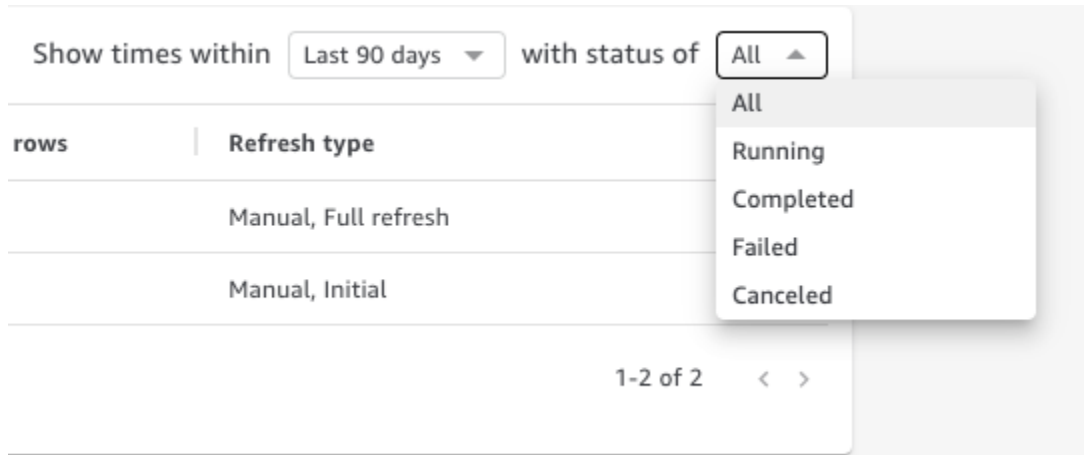 Show times within Last 90 days with status of All
All
rows Refresh type
Running
Completed
Manual, Full refresh
Failed
Manual, Initial
Canceled
1-2 of 2 < >